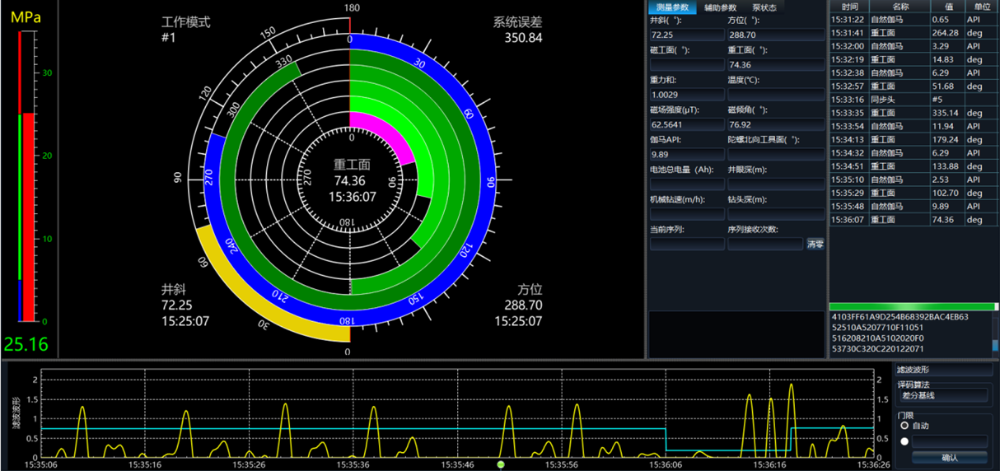 MPa
30
20
10
0
25.16
工作模式
#1
系统误差
350.84
180
150
120
90
60
30
0
0
30
60
90
120
150
180
210
240
270
300
330
0
180
270
重工面
74.36
15:36:07
井斜
72.25
15:25:07
方位
288.70
15:25:07
测量参数 辅助参数 泵状态
井斜(°): 方位(°):
72.25 288.70
磁工面(°): 重工面(°):
74.36
重力和: 温度(℃):
1.0029
磁场强度(μT): 磁倾角(°):
62.5641 76.92
伽马API: 陀螺北向工具面(°):
9.89
电池总电量（Ah): 井眼深(m):
机械钻速(m/h): 钻头深(m):
当前序列: 序列接收次数:
清零
时间 名称 值 单位
15:31:22 自然伽马 0.65 API
15:31:41 重工面 264.28 deg
15:32:00 自然伽马 3.29 API
15:32:19 重工面 14.83 deg
15:32:38 自然伽马 6.29 API
15:32:57 重工面 51.68 deg
15:33:16 同步头 #5
15:33:35 重工面 335.14 deg
15:33:54 自然伽马 11.94 API
15:34:13 重工面 179.24 deg
15:34:32 自然伽马 6.29 API
15:34:51 重工面 133.88 deg
15:35:10 自然伽马 2.53 API
15:35:29 重工面 102.70 deg
15:35:48 自然伽马 9.89 API
15:36:07 重工面 74.36 deg
4103FF61A9D254B68392BAC4EB63
52510A5207710F11051
516208210A5102020F0
53730C320C220122071
滤波波形
2
1.5
1
0.5
0
2
1.5
1
0.5
0
15:35:06 15:35:16 15:35:26 15:35:36 15:35:46 15:35:56 15:36:06 15:36:16 15:36:26
滤波波形
译码算法
差分基线
门限
自动
确认